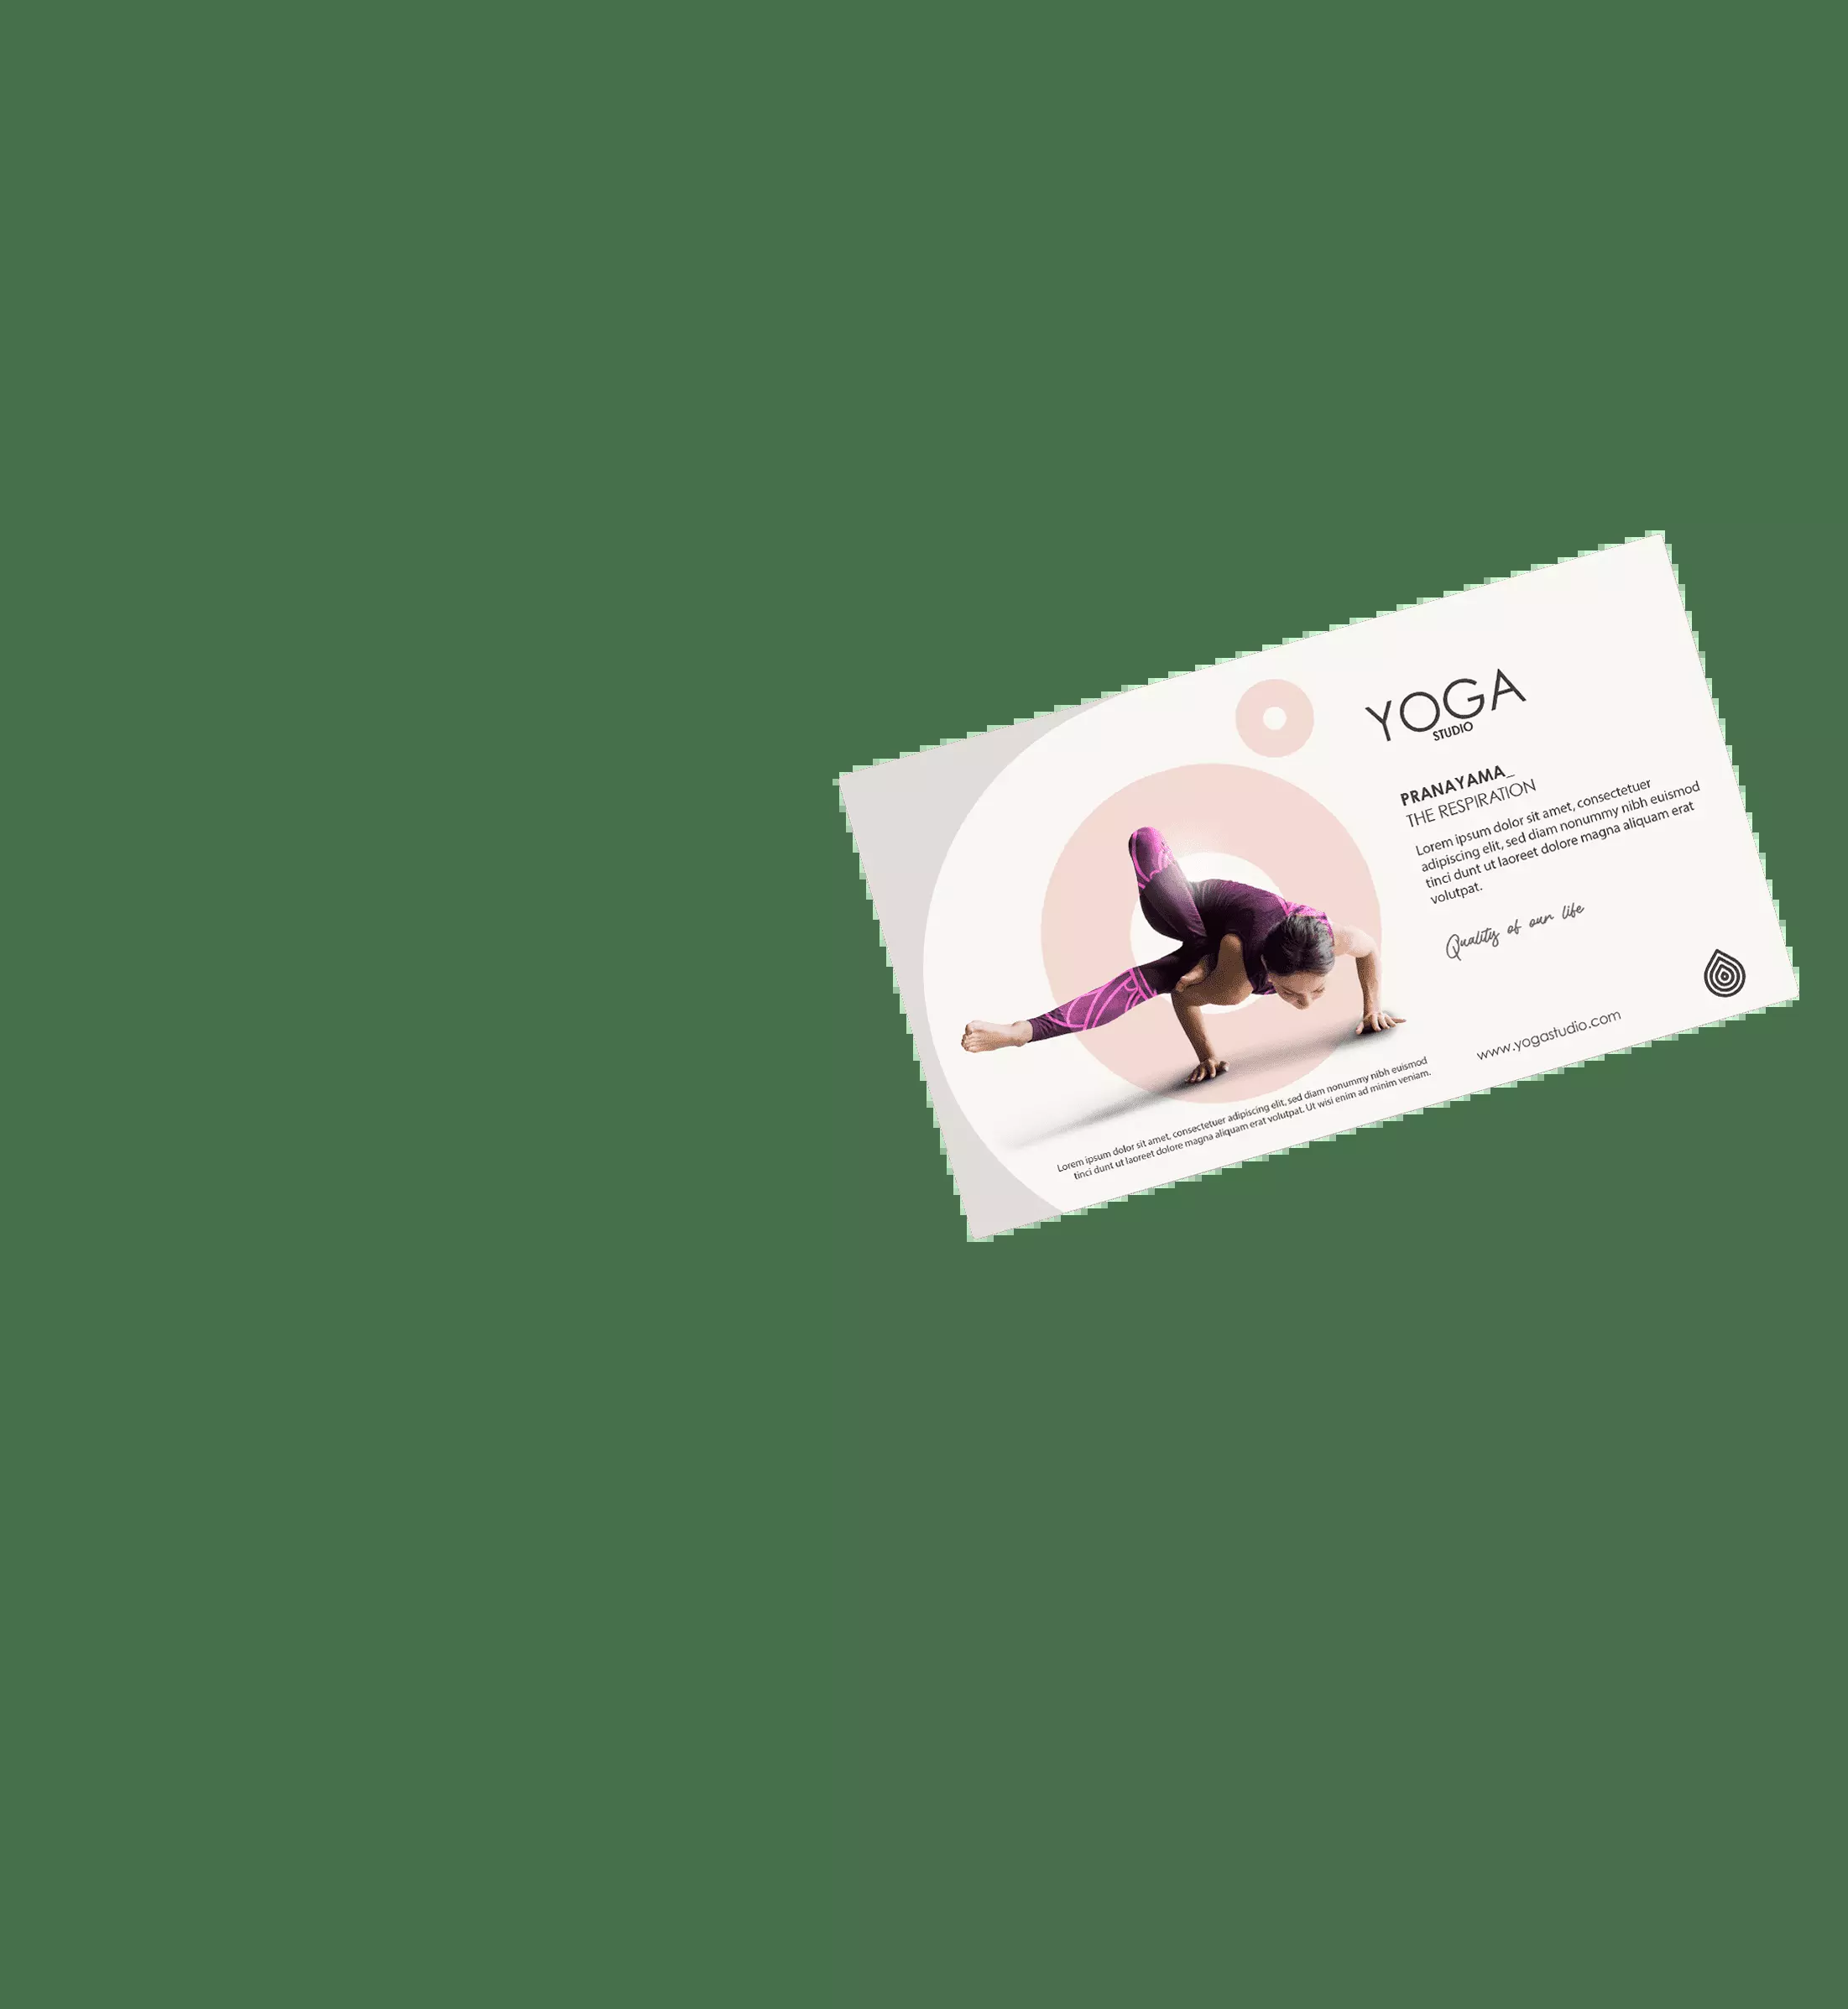 YOGA
STUDIO
PRANAYAMA_
THE RESPIRATION
Lorem ipsum dolor sit amet, consectetuer
adipiscing elit, sed diam nonummy nibh euismod
tinci dunt ut laoreet dolore magna aliquam erat
volutpat.
Quality of our life
www.yogastudio.com
Lorem ipsum dolor sit amet, consectetuer adipiscing elit, sed diam nonummy nibh euismod
tinci dunt ut laoreet dolore magna aliquam erat volutpat. Ut wisi enim ad minim veniam.